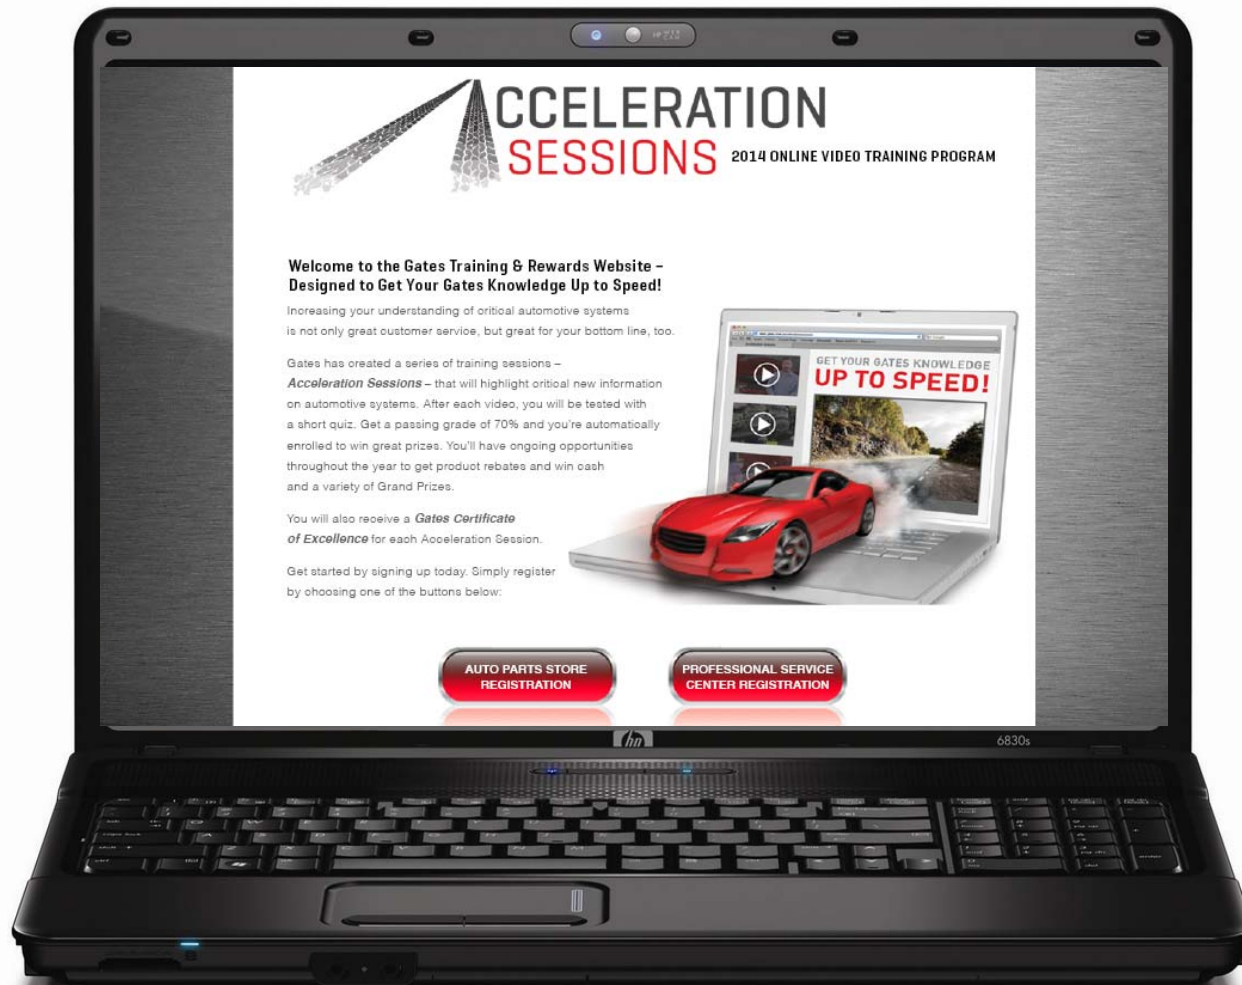 ACCELERATION
SESSIONS 2014 ONLINE VIDEO TRAINING PROGRAM
Welcome to the Gates Training & Rewards Website –
Designed to Get Your Gates Knowledge Up to Speed!
Increasing your understanding of critical automotive systems
is not only great customer service, but great for your bottom line, too.
Gates has created a series of training sessions –
Acceleration Sessions – that will highlight critical new information
on automotive systems. After each video, you will be tested with
a short quiz. Get a passing grade of 70% and you're automatically
enrolled to win great prizes. You'll have ongoing opportunities
throughout the year to get product rebates and win cash
and a variety of Grand Prizes.
You will also receive a Gates Certificate
of Excellence for each Acceleration Session.
Get started by signing up today. Simply register
by choosing one of the buttons below:
GET YOUR GATES KNOWLEDGE
UP TO SPEED!
AUTO PARTS STORE
REGISTRATION
PROFESSIONAL SERVICE
CENTER REGISTRATION
hp
6830s